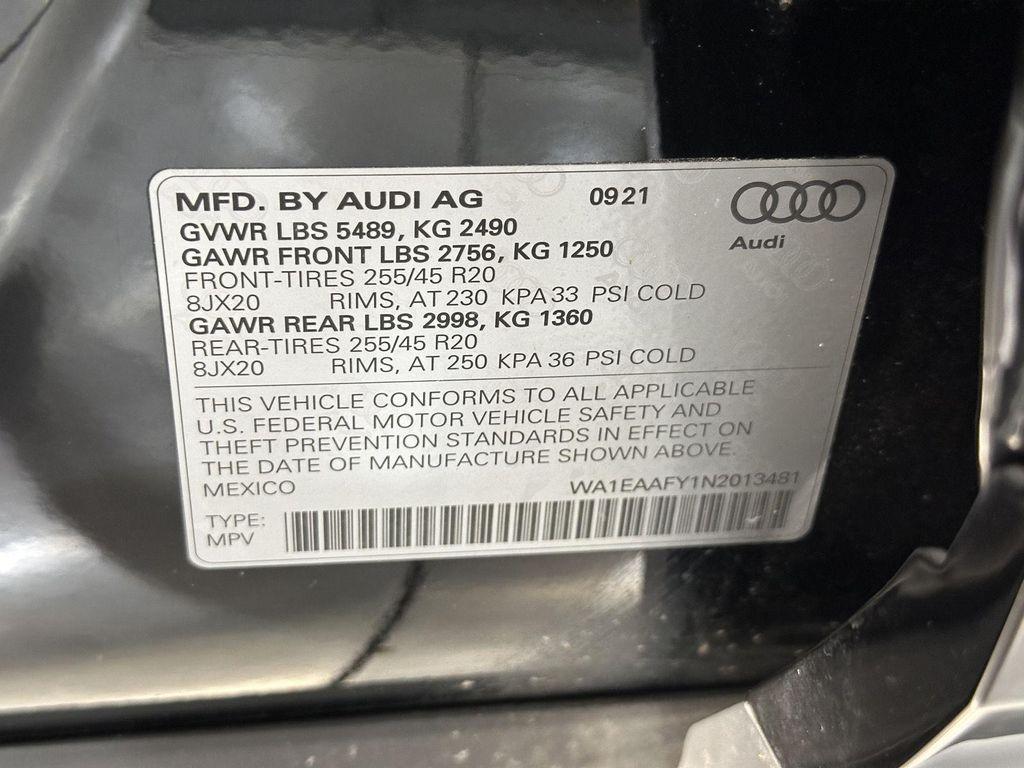 MFD. BY AUDI AG 0921
Audi
GVWR LBS 5489, KG 2490
GAWR FRONT LBS 2756, KG 1250
FRONT-TIRES 255/45 R20
8JX20 RIMS, AT 230 KPA 33 PSI COLD
GAWR REAR LBS 2998, KG 1360
REAR-TIRES 255/45 R20
8JX20 RIMS, AT 250 KPA 36 PSI COLD
THIS VEHICLE CONFORMS TO ALL APPLICABLE
U.S. FEDERAL MOTOR VEHICLE SAFETY AND
THEFT PREVENTION STANDARDS IN EFFECT ON
THE DATE OF MANUFACTURE SHOWN ABOVE.
MEXICO WA1EAAFY1N2013481
TYPE:
MPV